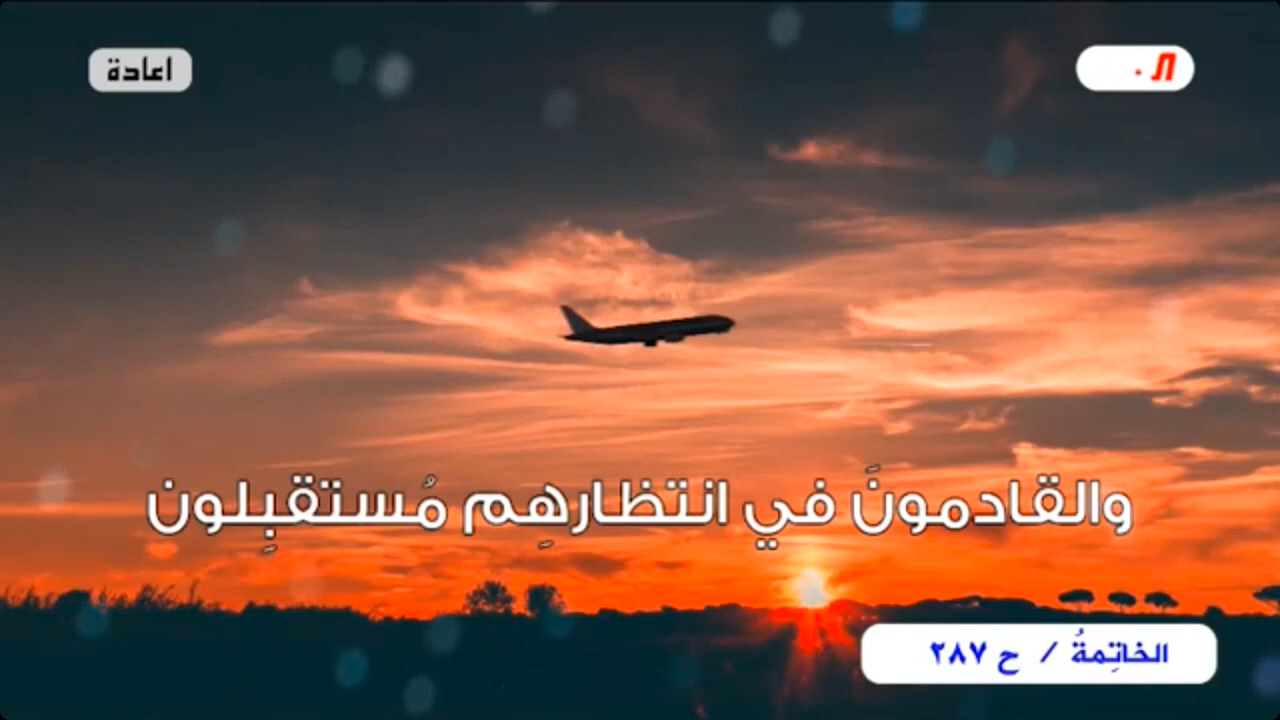 اعادة
والقادمونَ في انتظارهِم مُستقبِلون
الخاتِمةُ / ح ٢٨٧